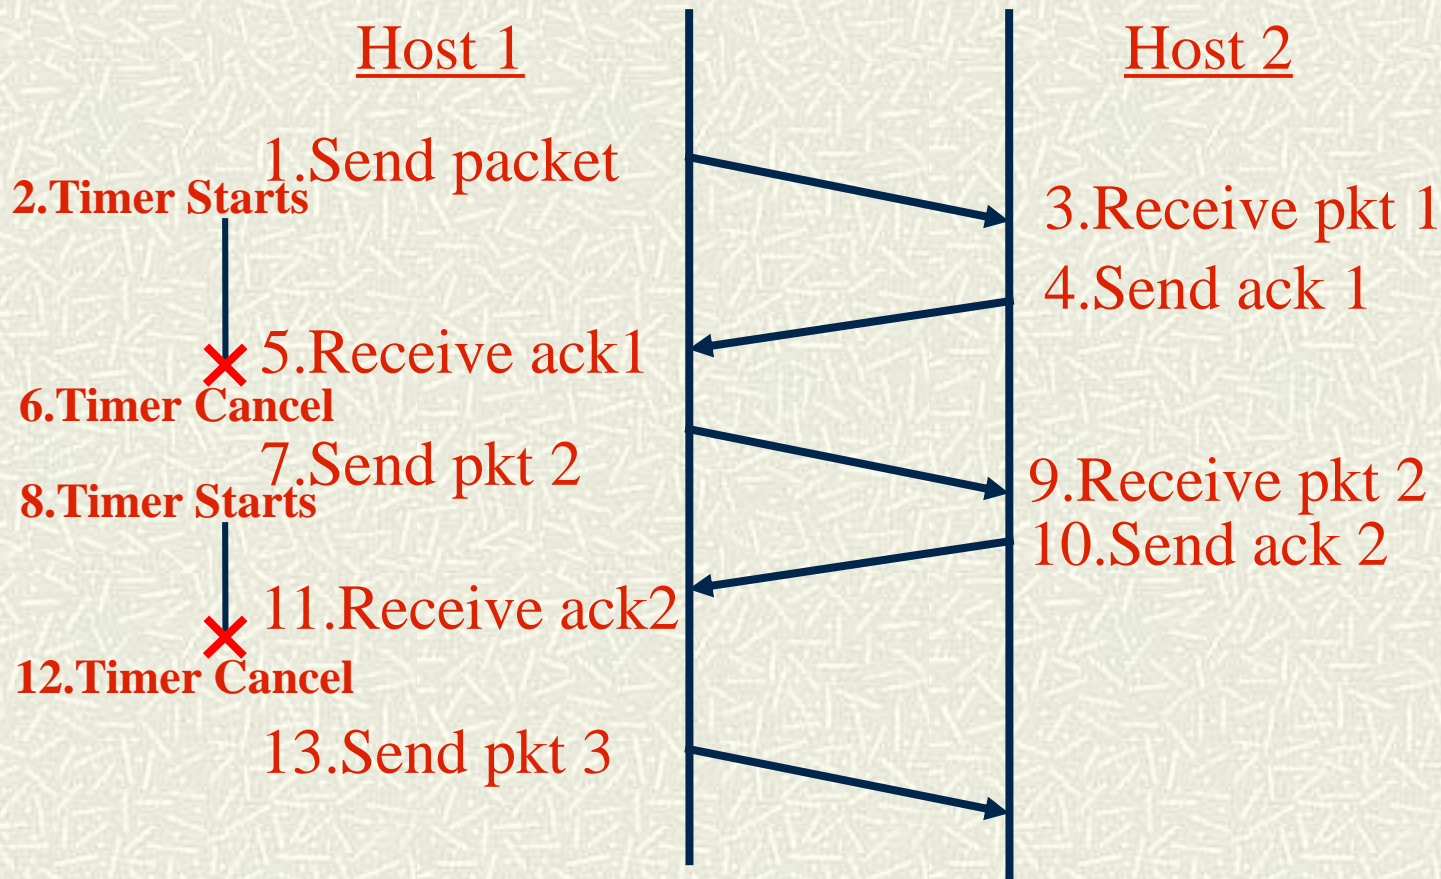 Host 1
Host 2
1.Send packet
2.Timer Starts
3.Receive pkt 1
4.Send ack 1
5.Receive ack1
6.Timer Cancel
7.Send pkt 2
8.Timer Starts
9.Receive pkt 2
10.Send ack 2
11.Receive ack2
12.Timer Cancel
13.Send pkt 3